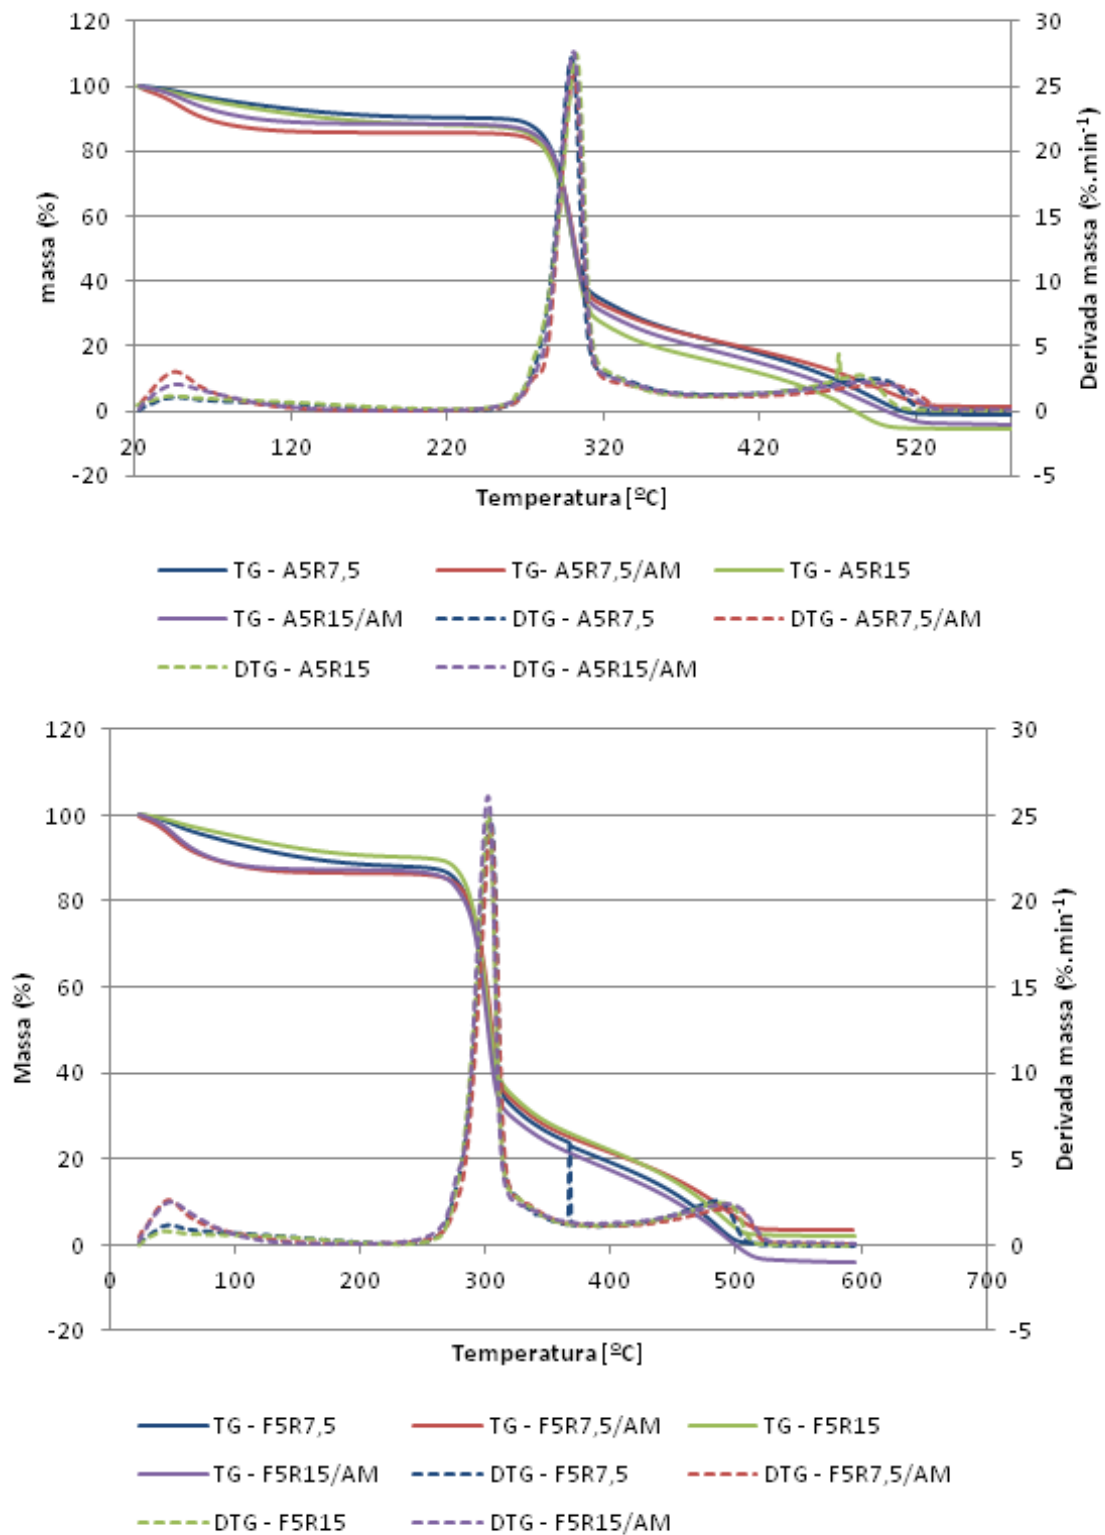 120
100
80
60
40
20
0
-20
massa (%)
30
25
20
15
10
5
0
-5
Derivada massa (%.min⁻¹)
20 120 220 320 420 520
Temperatura [ºC]
TG - A5R7,5 TG- A5R7,5/AM TG - A5R15
TG - A5R15/AM DTG - A5R7,5 DTG - A5R7,5/AM
DTG - A5R15 DTG - A5R15/AM
120
100
80
60
40
20
0
-20
Massa (%)
30
25
20
15
10
5
0
-5
Derivada massa (%.min⁻¹)
0 100 200 300 400 500 600 700
Temperatura [ºC]
TG - F5R7,5 TG - F5R7,5/AM TG - F5R15
TG - F5R15/AM DTG - F5R7,5 DTG - F5R7,5/AM
DTG - F5R15 DTG - F5R15/AM